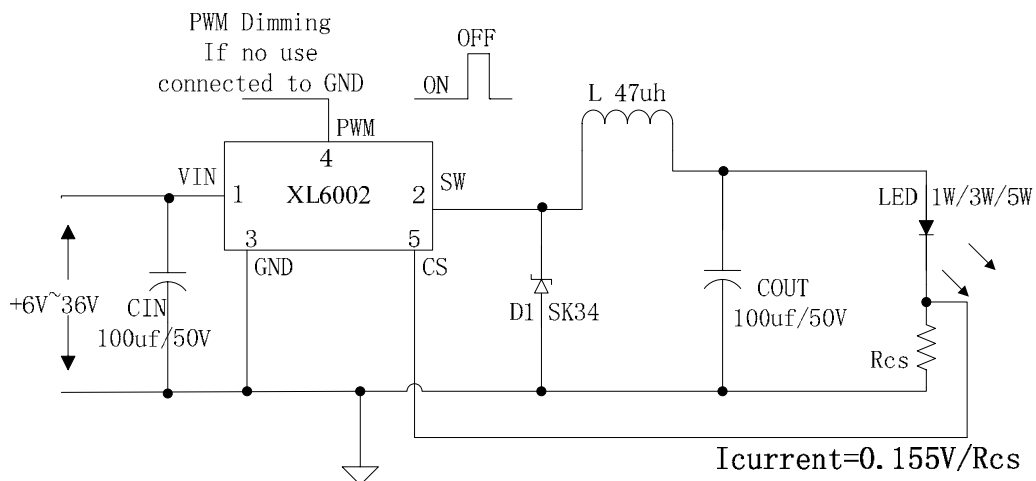 PWM Dimming
If no use
connected to GND
OFF
ON
L 47uh
PWM
4
VIN
1
XL6002
2
SW
LED 1W/3W/5W
3
5
GND
CS
+6V~36V
CIN
100uf/50V
D1 SK34
COUT
100uf/50V
Rcs
Icurrent=0.155V/Rcs